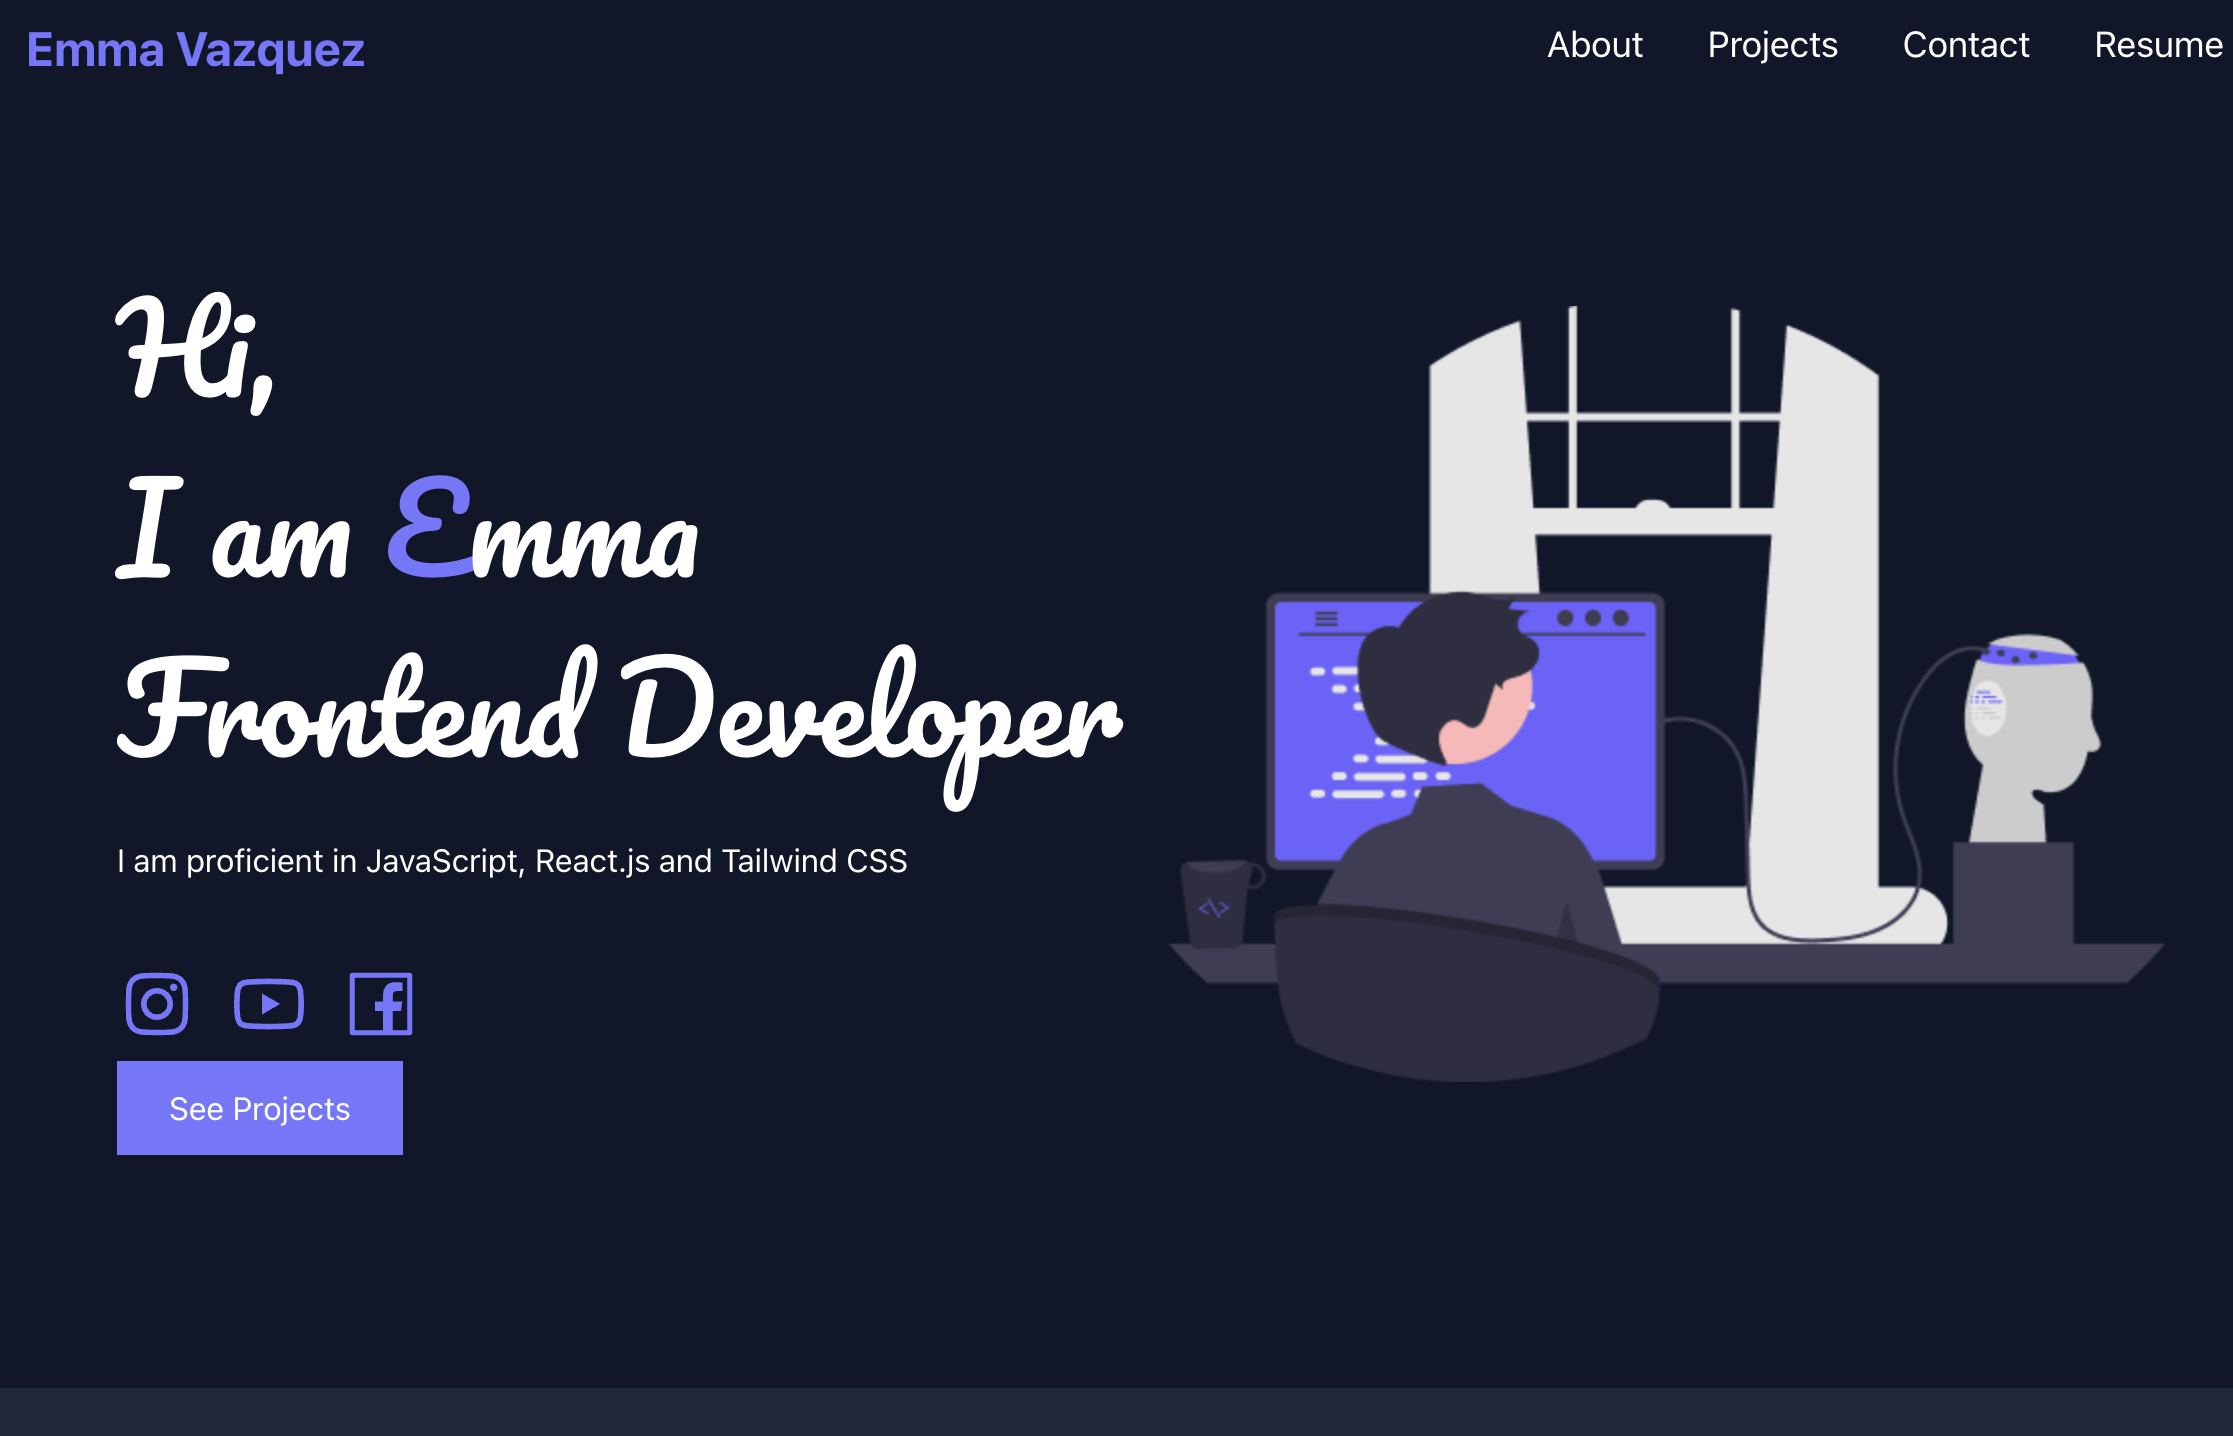 Emma Vazquez
About Projects Contact Resume
Hi,
I am Emma
Frontend Developer
I am proficient in JavaScript, React.js and Tailwind CSS
See Projects